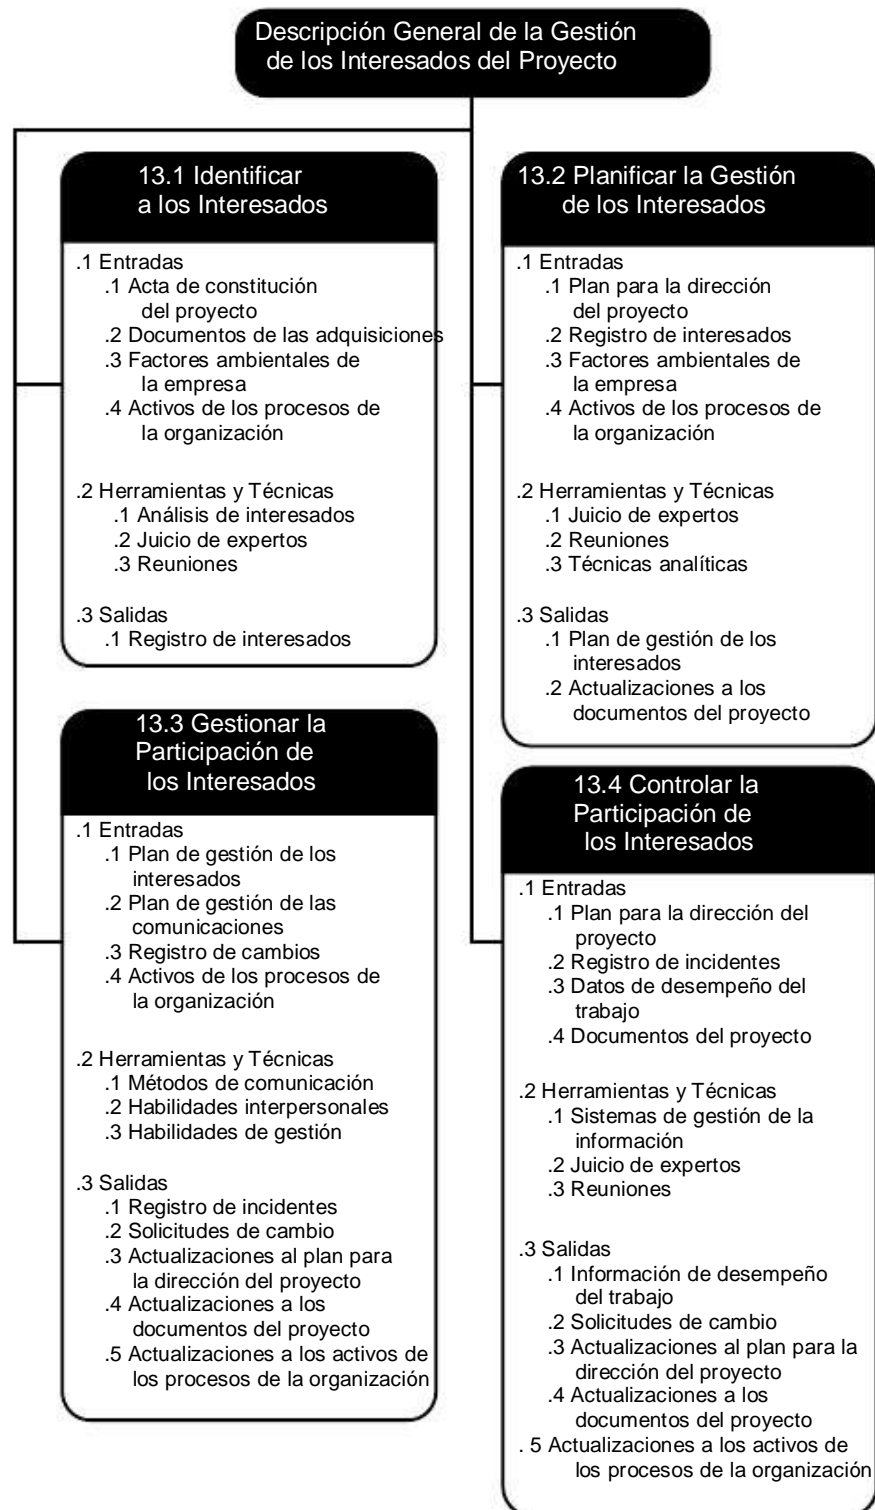 Descripción General de la Gestión
de los Interesados del Proyecto
13.1 Identificar
a los Interesados
.1 Entradas
.1 Acta de constitución
del proyecto
.2 Documentos de las adquisiciones
.3 Factores ambientales de
la empresa
.4 Activos de los procesos de
la organización
.2 Herramientas y Técnicas
.1 Análisis de interesados
.2 Juicio de expertos
.3 Reuniones
.3 Salidas
.1 Registro de interesados
13.2 Planificar la Gestión
de los Interesados
.1 Entradas
.1 Plan para la dirección
del proyecto
.2 Registro de interesados
.3 Factores ambientales de
la empresa
.4 Activos de los procesos de
la organización
.2 Herramientas y Técnicas
.1 Juicio de expertos
.2 Reuniones
.3 Técnicas analíticas
.3 Salidas
.1 Plan de gestión de los
interesados
.2 Actualizaciones a los
documentos del proyecto
13.3 Gestionar la
Participación de
los Interesados
.1 Entradas
.1 Plan de gestión de los
interesados
.2 Plan de gestión de las
comunicaciones
.3 Registro de cambios
.4 Activos de los procesos de
la organización
.2 Herramientas y Técnicas
.1 Métodos de comunicación
.2 Habilidades interpersonales
.3 Habilidades de gestión
.3 Salidas
.1 Registro de incidentes
.2 Solicitudes de cambio
.3 Actualizaciones al plan para
la dirección del proyecto
.4 Actualizaciones a los
documentos del proyecto
.5 Actualizaciones a los activos de
los procesos de la organización
13.4 Controlar la
Participación de
los Interesados
.1 Entradas
.1 Plan para la dirección del
proyecto
.2 Registro de incidentes
.3 Datos de desempeño del
trabajo
.4 Documentos del proyecto
.2 Herramientas y Técnicas
.1 Sistemas de gestión de la
información
.2 Juicio de expertos
.3 Reuniones
.3 Salidas
.1 Información de desempeño
del trabajo
.2 Solicitudes de cambio
.3 Actualizaciones al plan para la
dirección del proyecto
.4 Actualizaciones a los
documentos del proyecto
. 5 Actualizaciones a los activos de
los procesos de la organización